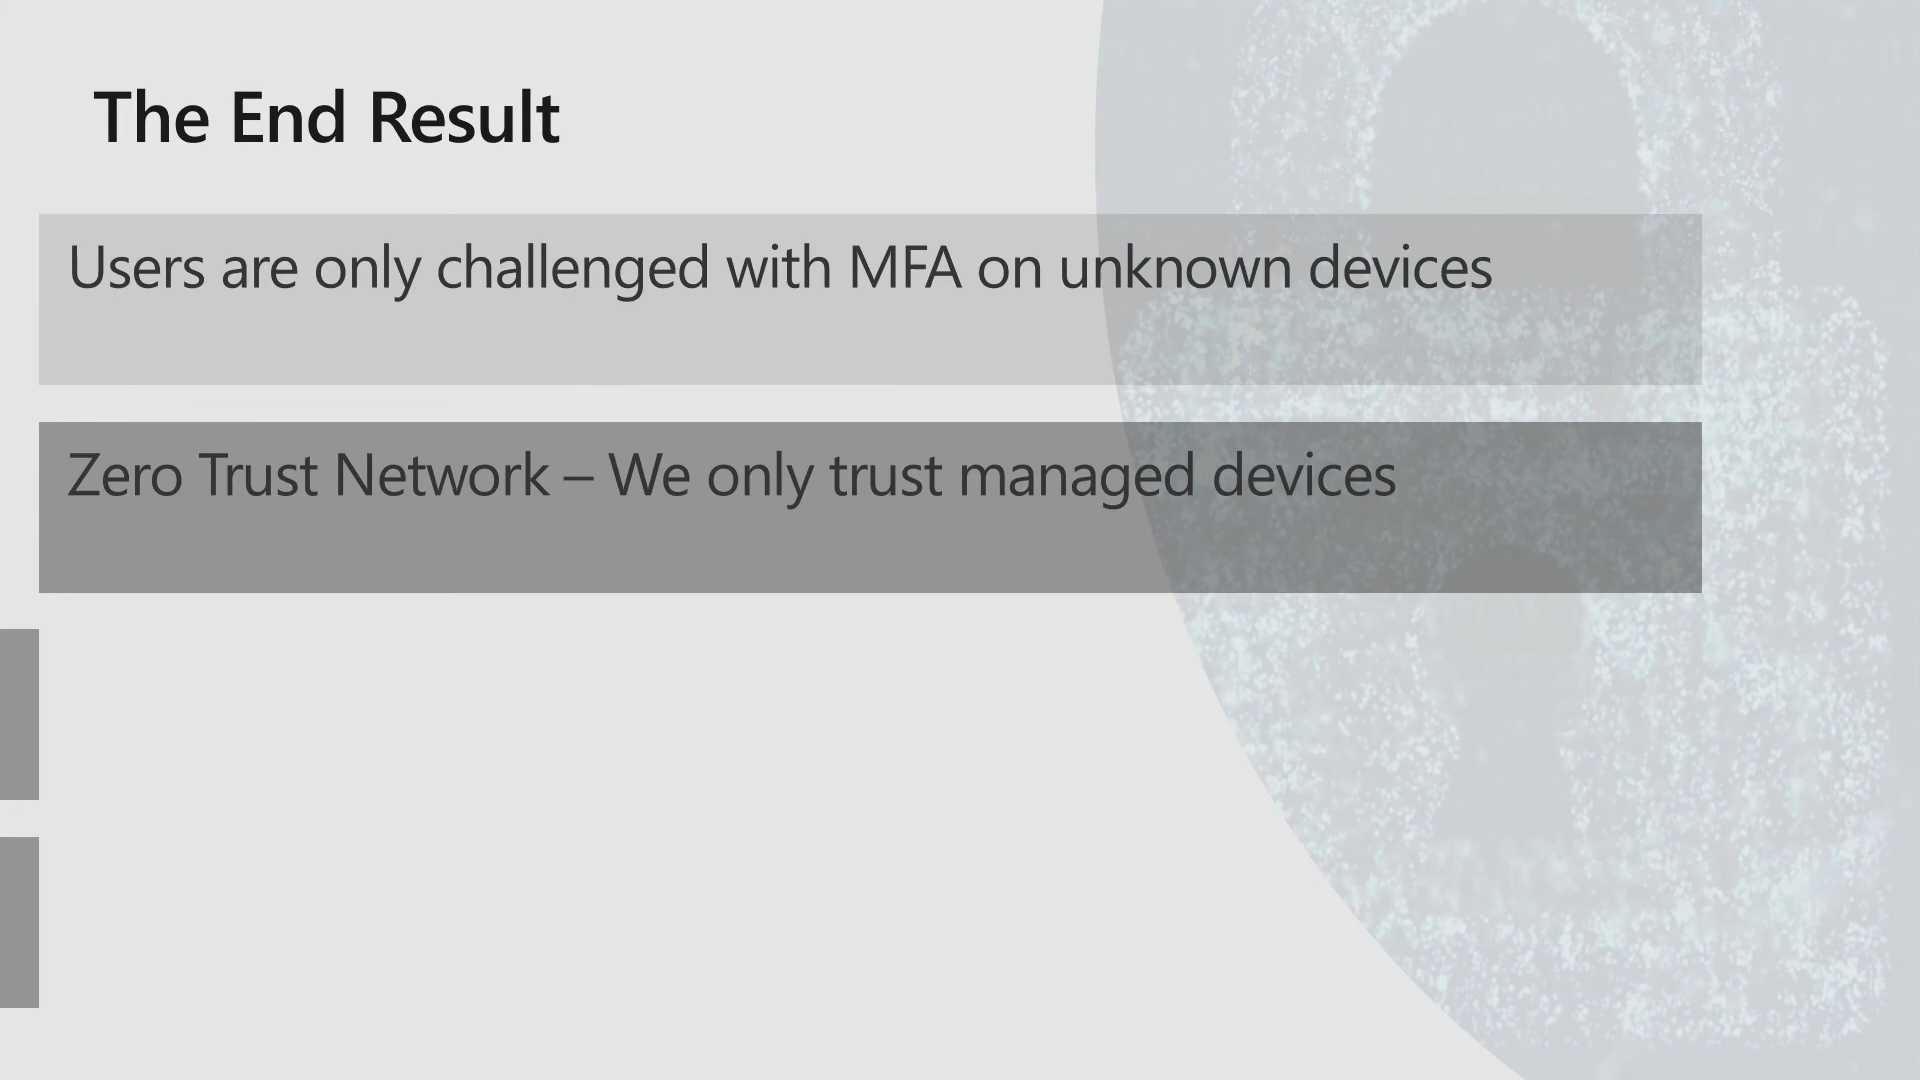 The End Result
Users are only challenged with MFA on unknown devices
Zero Trust Network – We only trust managed devices